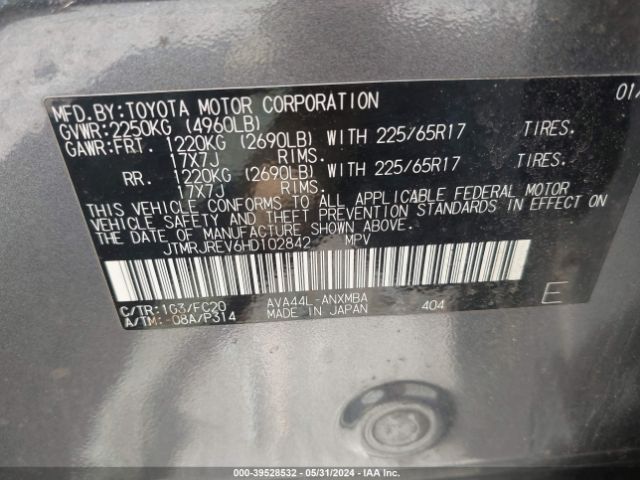 MFD.BY:TOYOTA MOTOR CORPORATION 01/
GVWR:2250KG (4960LB)
GAWR:FRT. 1220KG (2690LB) WITH 225/65R17 TIRES.
17X7J RIMS.
RR. 1220KG (2690LB) WITH 225/65R17 TIRES.
17X7J RIMS.
THIS VEHICLE CONFORMS TO ALL APPLICABLE FEDERAL MOTOR
VEHICLE SAFETY AND THEFT PREVENTION STANDARDS IN EFFECT ON
THE DATE OF MANUFACTURE SHOWN ABOVE.
JTMRJREV6HD102842 MPV
C/TR:1G3/FC20 AVA44L-ANXMBA 404 E
A/TM:-08A/P314 MADE IN JAPAN
000-39528532 - 05/31/2024 - IAA Inc.